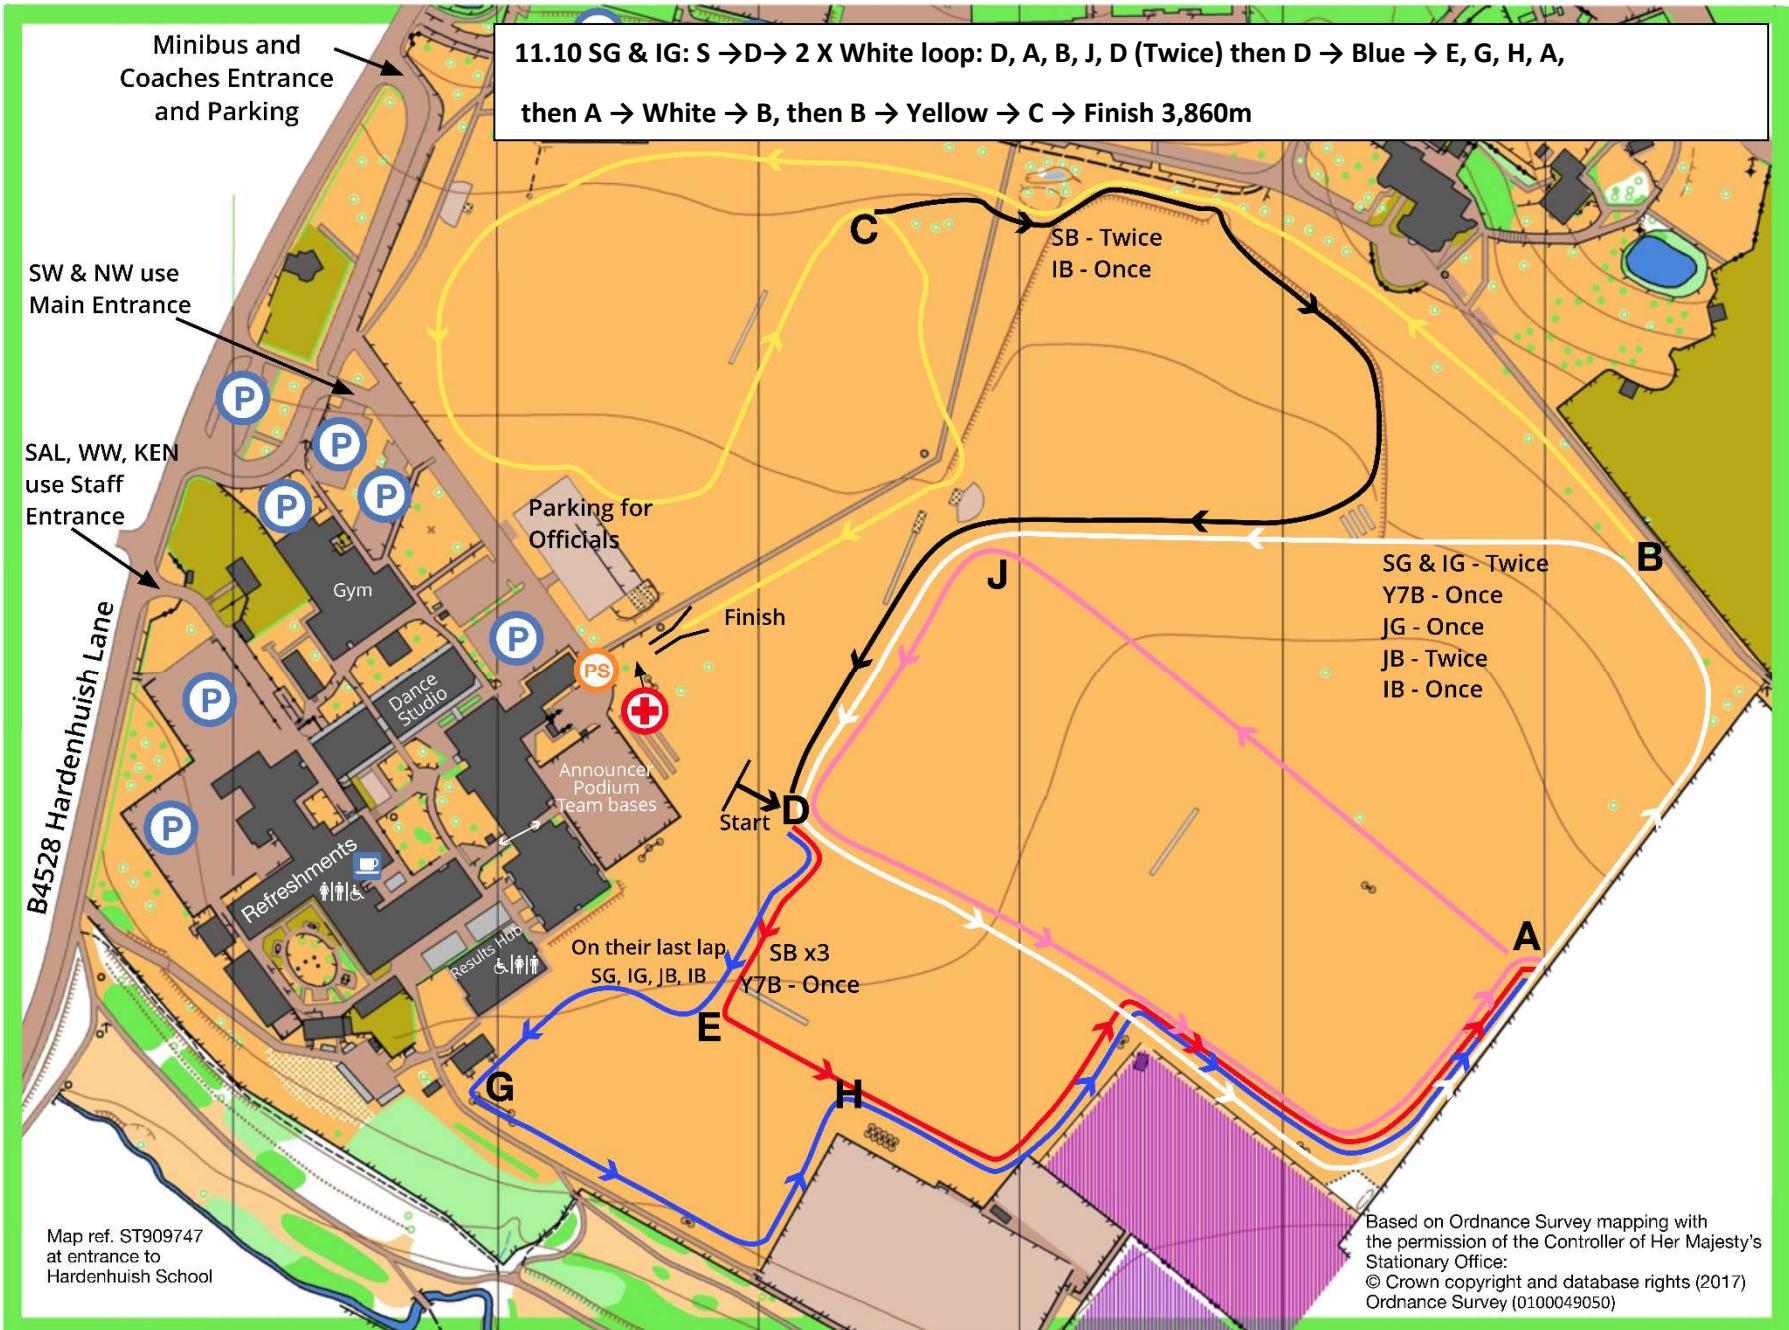 11.10 SG & IG: S →D→ 2 X White loop: D, A, B, J, D (Twice) then D → Blue → E, G, H, A,
then A → White → B, then B → Yellow → C → Finish 3,860m
Minibus and
Coaches Entrance
and Parking
C
SB - Twice
IB - Once
SW & NW use
Main Entrance
P
P
P
P
SAL, WW, KEN
use Staff
Entrance
Parking for
Officials
B
J
SG & IG - Twice
Y7B - Once
JG - Once
JB - Twice
IB - Once
Gym
Finish
P
PS
P
Dance
Studio
B4528 Hardenhuish Lane
Announcer
Podium
Team bases
Start
D
P
Refreshments
A
Results Hub
On their last lap
SG, IG, JB, IB
SB x3
Y7B - Once
E
G
H
Map ref. ST909747
at entrance to
Hardenhuish School
Based on Ordnance Survey mapping with
the permission of the Controller of Her Majesty's
Stationary Office:
© Crown copyright and database rights (2017)
Ordnance Survey (0100049050)